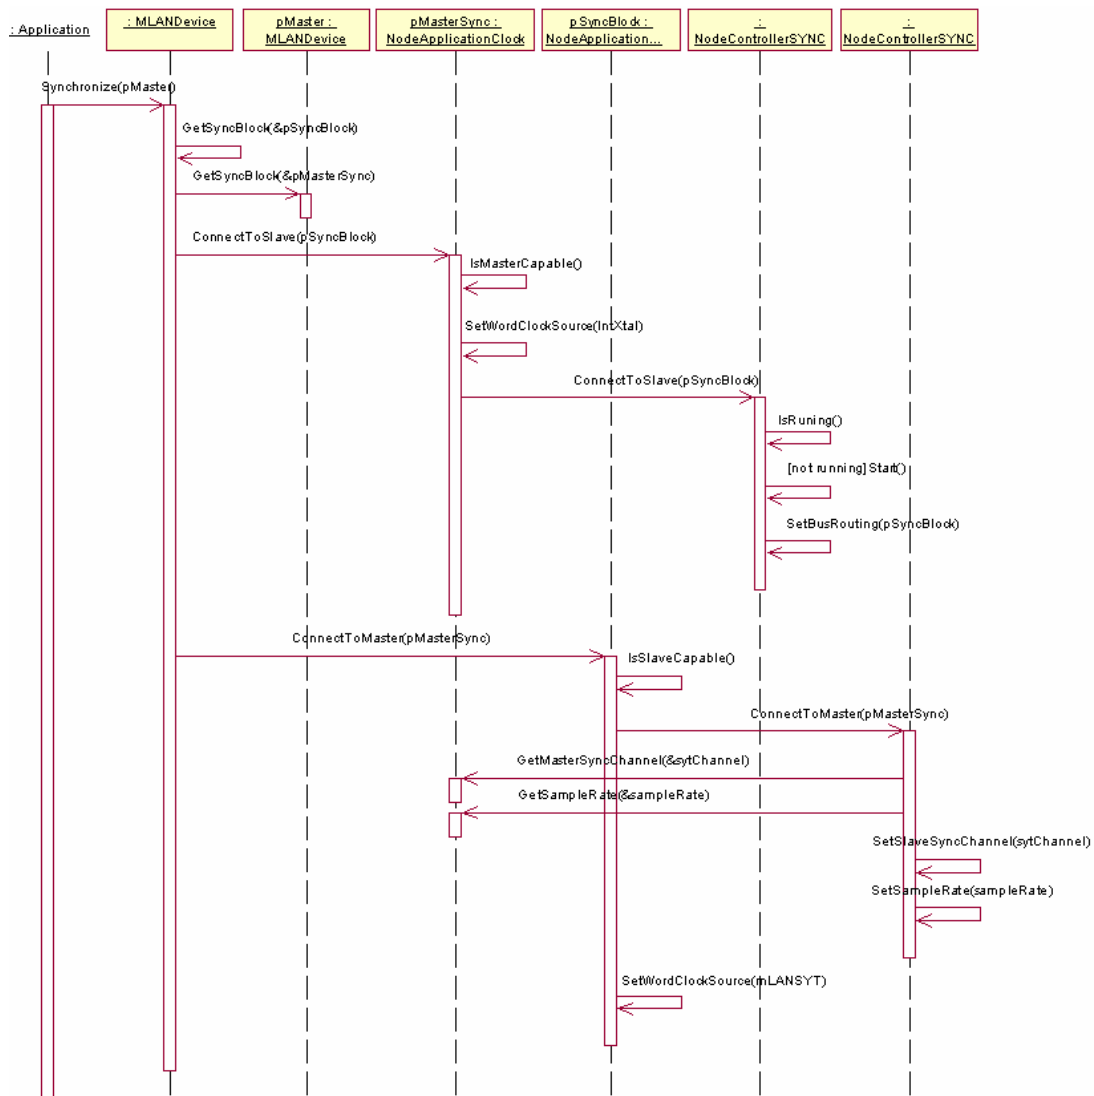 : Application
: MLANDevice
pMaster :
MLANDevice
pMasterSync :
NodeApplicationClock
pSyncBlock :
NodeApplication...
:
NodeControllerSYNC
:
NodeControllerSYNC
Synchronize(pMaster)
GetSyncBlock(&pSyncBlock)
GetSyncBlock(&pMasterSync)
ConnectToSlave(pSyncBlock)
IsMasterCapable()
SetWordClockSource(IntXtal)
ConnectToSlave(pSyncBlock)
IsRuning()
[not running] Start()
SetBusRouting(pSyncBlock)
ConnectToMaster(pMasterSync)
IsSlaveCapable()
ConnectToMaster(pMasterSync)
GetMasterSyncChannel(&sytChannel)
GetSampleRate(&sampleRate)
SetSlaveSyncChannel(sytChannel)
SetSampleRate(sampleRate)
SetWordClockSource(mLANSYT)